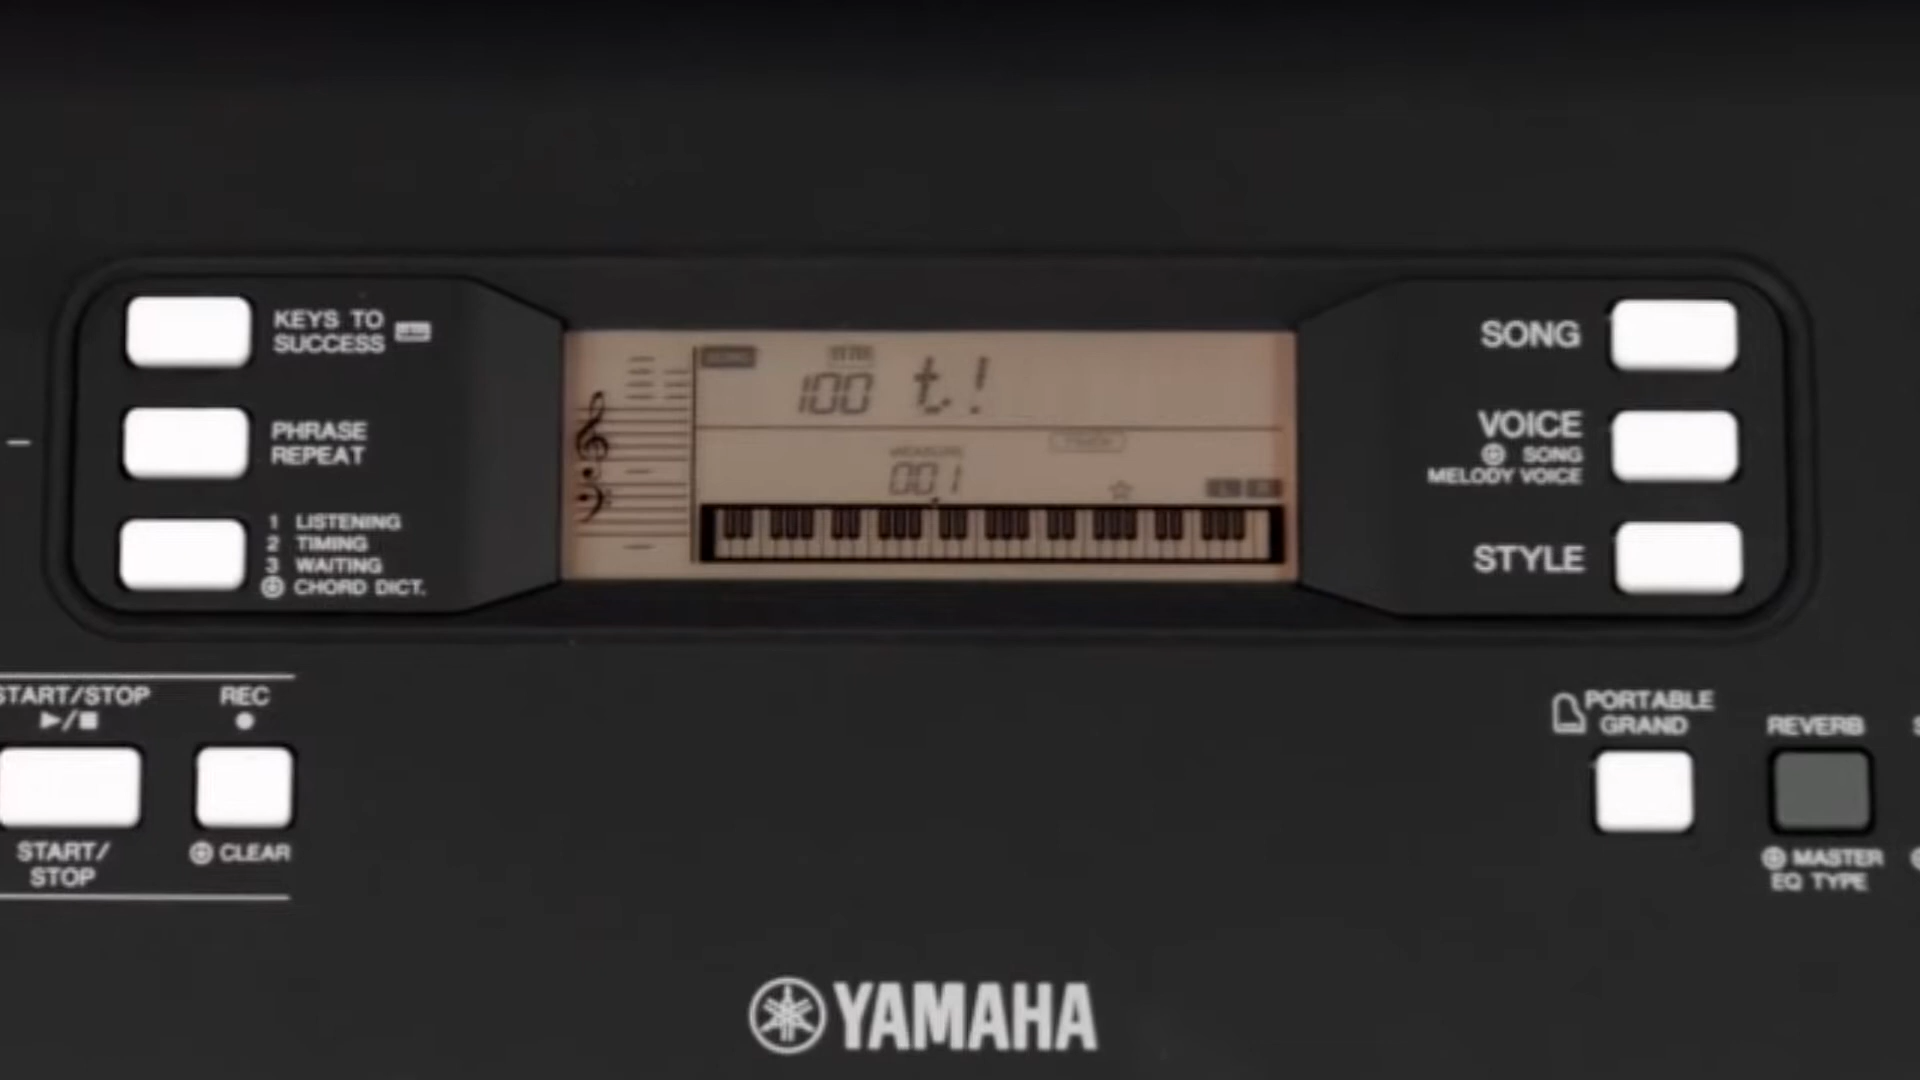 KEYS TO
SUCCESS
PHRASE
REPEAT
1 LISTENING
2 TIMING
3 WAITING
CHORD DICT.
100 t!
MEASURE
001
SONG
VOICE
SONG
MELODY VOICE
STYLE
START/STOP
REC
START/
STOP
CLEAR
PORTABLE
GRAND
REVERB
MASTER
EQ TYPE
YAMAHA